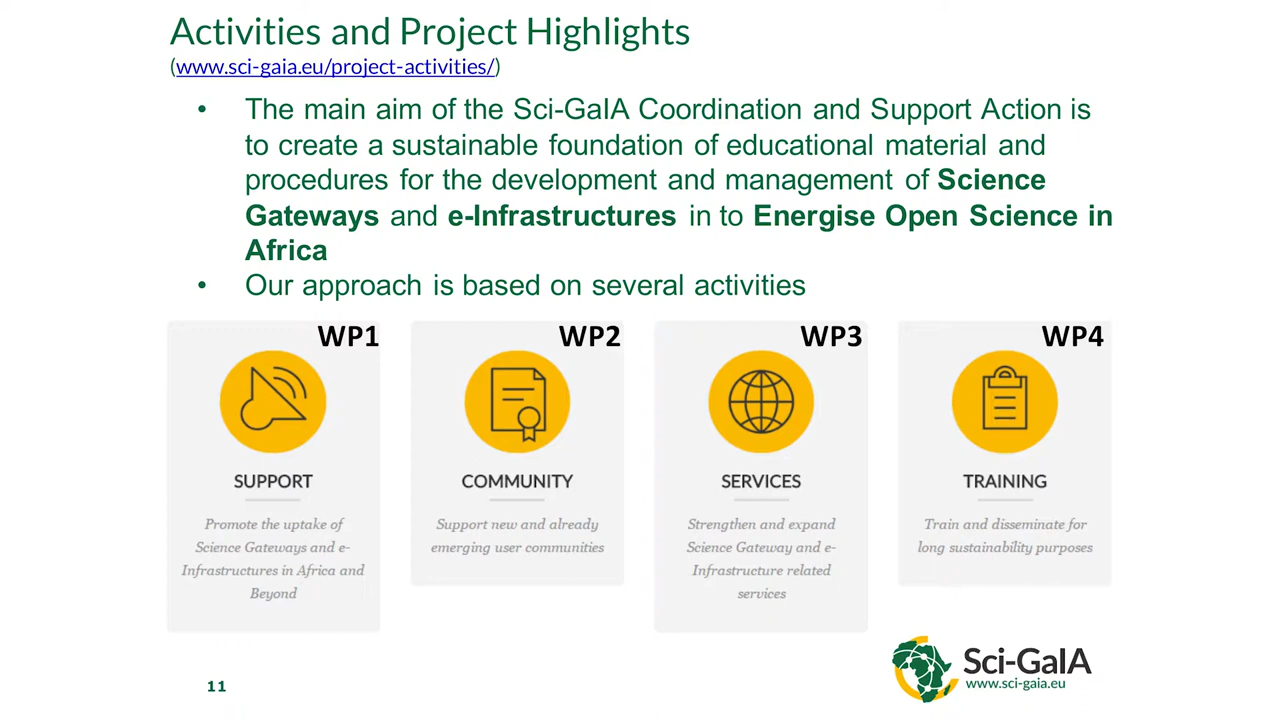 Activities and Project Highlights
(www.sci-gaia.eu/project-activities/)
• The main aim of the Sci-GaIA Coordination and Support Action is
to create a sustainable foundation of educational material and
procedures for the development and management of Science
Gateways and e-Infrastructures in to Energise Open Science in
Africa
• Our approach is based on several activities
WP1
SUPPORT
Promote the uptake of
Science Gateways and e-
Infrastructures in Africa and
Beyond
WP2
COMMUNITY
Support new and already
emerging user communities
WP3
SERVICES
Strengthen and expand
Science Gateway and e-
Infrastructure related
services
WP4
TRAINING
Train and disseminate for
long sustainability purposes
Sci-GaIA
www.sci-gaia.eu
11